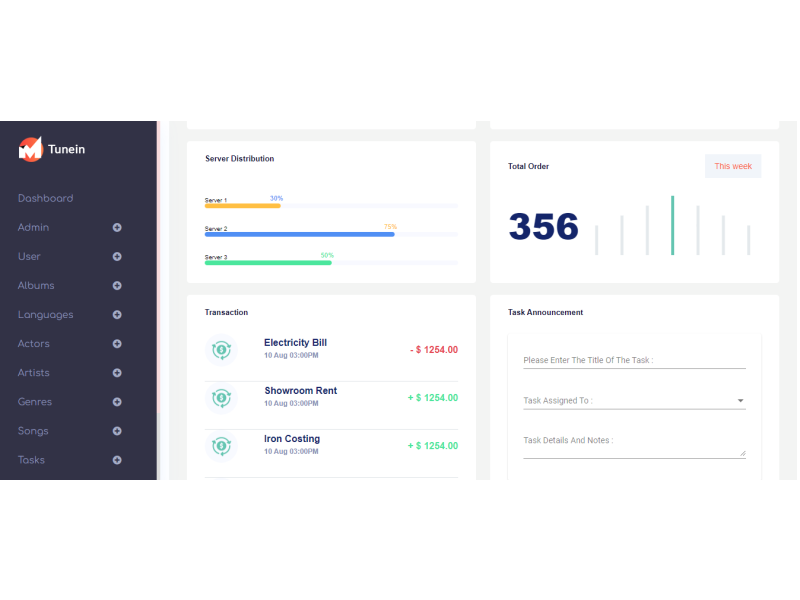 Tunein
Dashboard
Admin
User
Albums
Languages
Actors
Artists
Genres
Songs
Tasks
Server Distribution
Server 1
30%
Server 2
75%
Server 3
50%
Total Order
This week
356
Transaction
Electricity Bill
10 Aug 03:00PM
- $ 1254.00
Showroom Rent
10 Aug 03:00PM
+ $ 1254.00
Iron Costing
10 Aug 03:00PM
+ $ 1254.00
Task Announcement
Please Enter The Title Of The Task :
Task Assigned To :
Task Details And Notes :